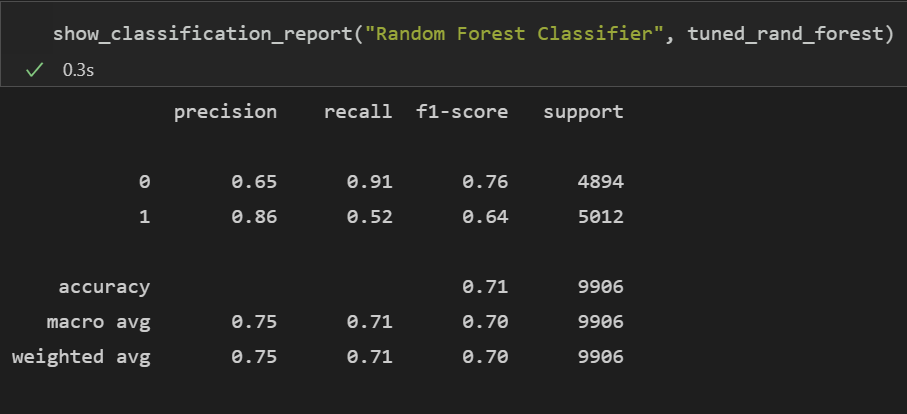 show_classification_report("Random Forest Classifier", tuned_rand_forest)
0.3s
precision recall f1-score support
0 0.65 0.91 0.76 4894
1 0.86 0.52 0.64 5012
accuracy 0.71 9906
macro avg 0.75 0.71 0.70 9906
weighted avg 0.75 0.71 0.70 9906